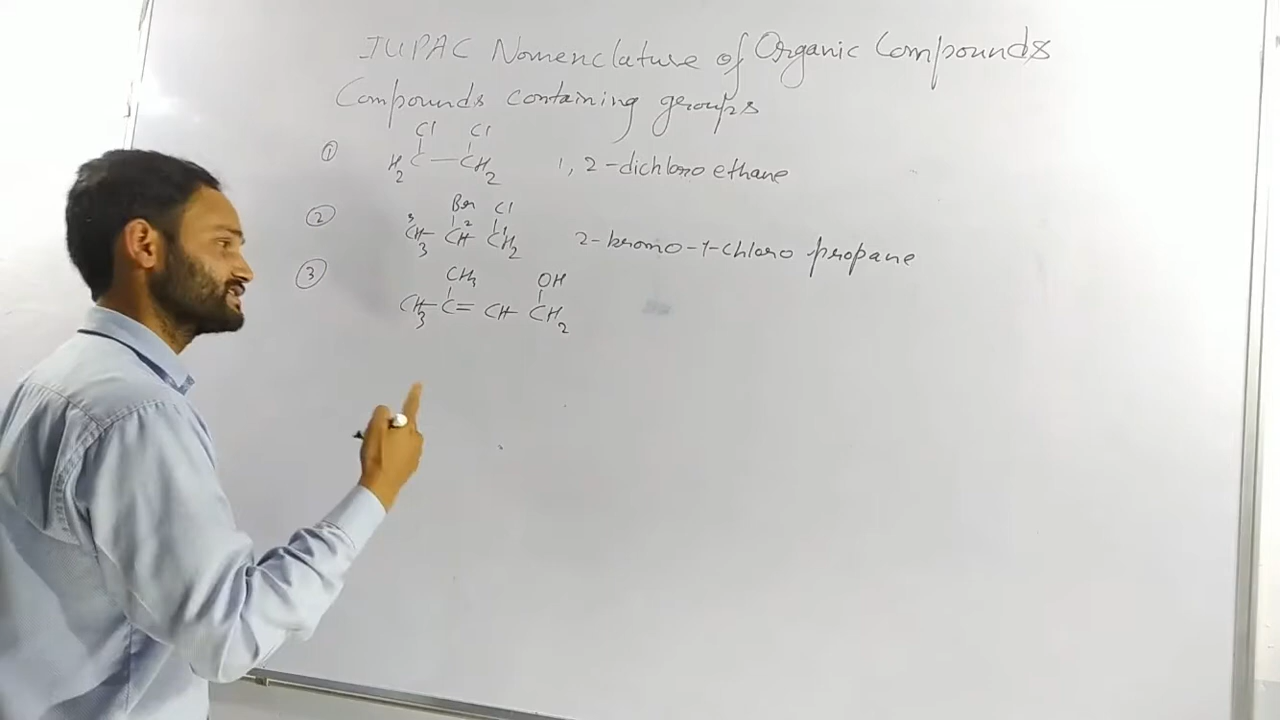 IUPAC Nomenclature of Organic Compounds
Compounds containing groups
Cl Cl
① H2C—CH2 1, 2-dichloro ethane
Br Cl
② 3 2 1
CH3–CH–CH2 2-bromo-1-chloro propane
CH3 OH
③ CH3–C=CH–CH2